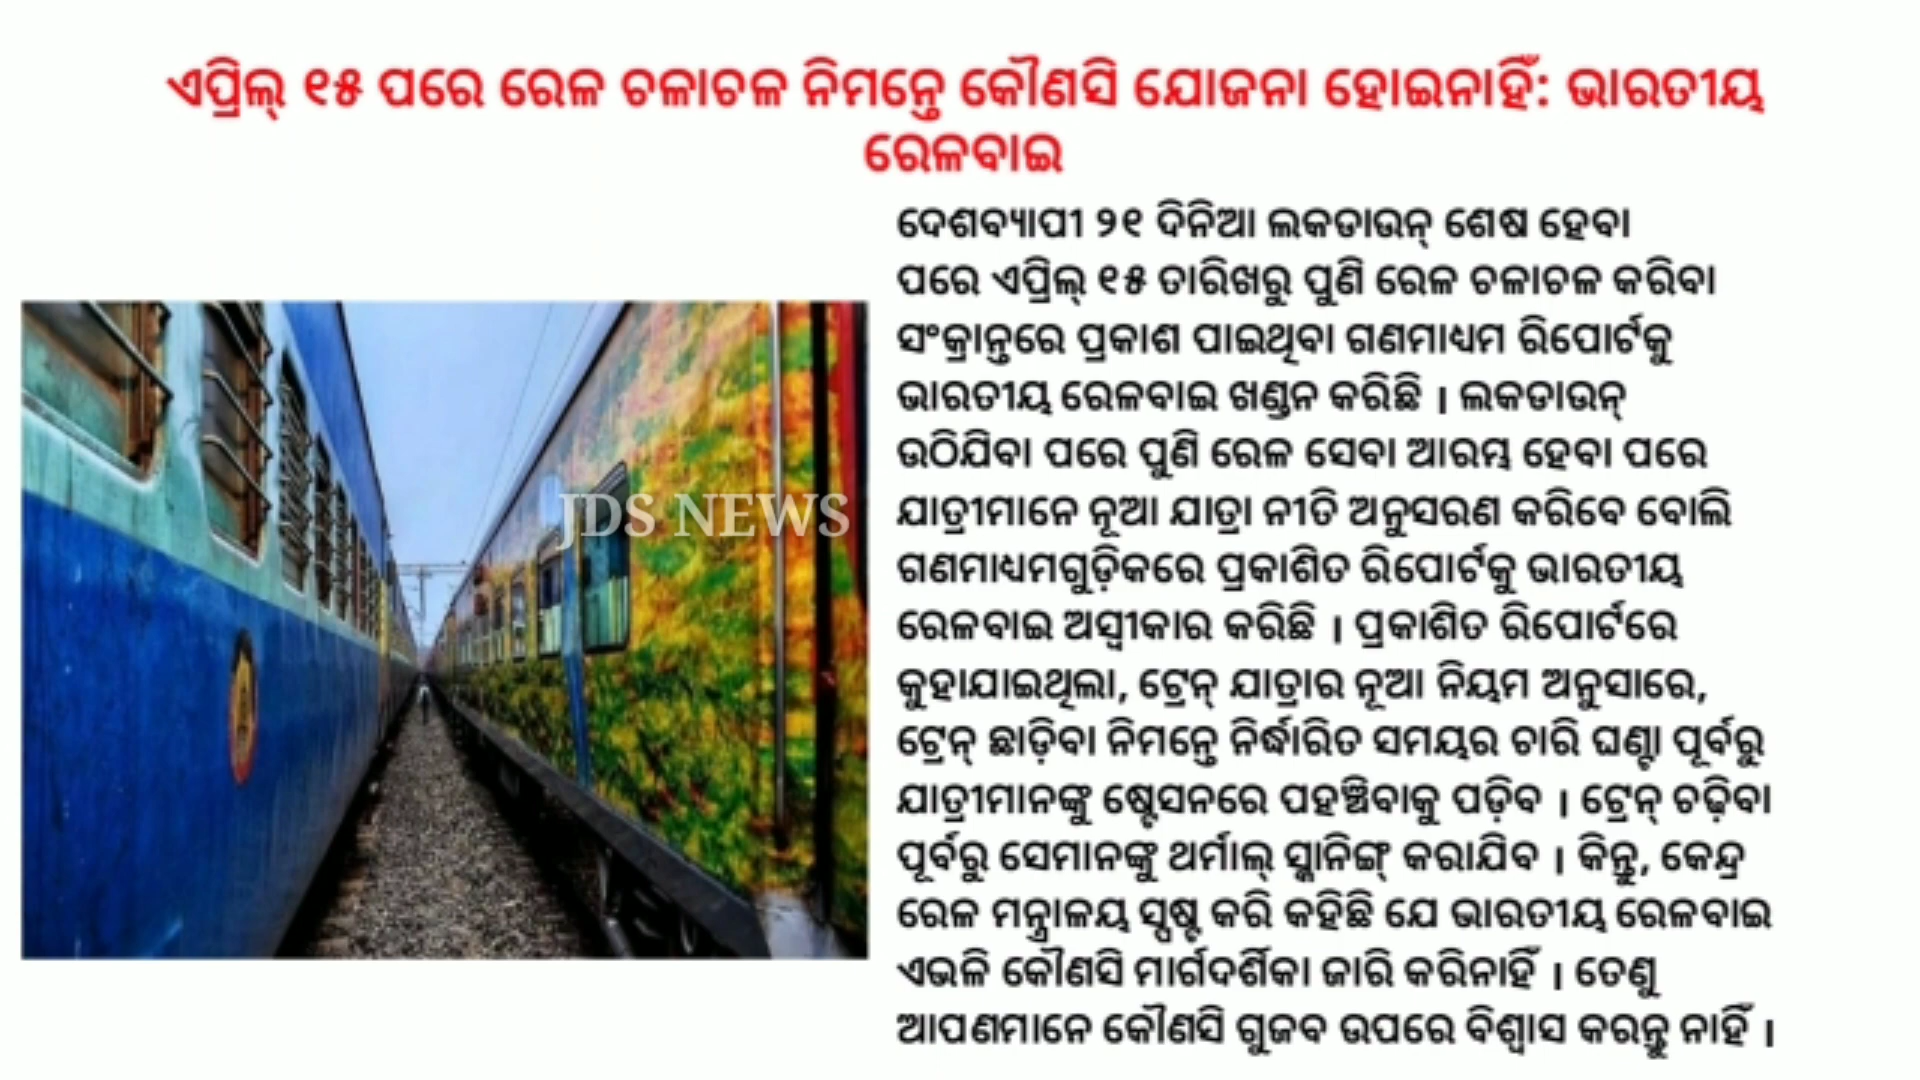 ଏପ୍ରିଲ୍ ୧୫ ପରେ ରେଳ ଚଳାଚଳ ନିମନ୍ତେ କୌଣସି ଯୋଜନା ହୋଇନାହିଁ: ଭାରତୀୟ
ରେଳବାଇ
ଦେଶବ୍ୟାପୀ ୨୧ ଦିନିଆ ଲକଡାଉନ୍ ଶେଷ ହେବା
ପରେ ଏପ୍ରିଲ୍ ୧୫ ତାରିଖରୁ ପୁଣି ରେଳ ଚଳାଚଳ କରିବା
ସଂକ୍ରାନ୍ତରେ ପ୍ରକାଶ ପାଇଥିବା ଗଣମାଧ୍ୟମ ରିପୋର୍ଟକୁ
ଭାରତୀୟ ରେଳବାଇ ଖଣ୍ଡନ କରିଛି । ଲକଡାଉନ୍
ଉଠିଯିବା ପରେ ପୁଣି ରେଳ ସେବା ଆରମ୍ଭ ହେବା ପରେ
ଯାତ୍ରୀମାନେ ନୂଆ ଯାତ୍ରା ନୀତି ଅନୁସରଣ କରିବେ ବୋଲି
ଗଣମାଧ୍ୟମଗୁଡ଼ିକରେ ପ୍ରକାଶିତ ରିପୋର୍ଟକୁ ଭାରତୀୟ
ରେଳବାଇ ଅସ୍ୱୀକାର କରିଛି । ପ୍ରକାଶିତ ରିପୋର୍ଟରେ
କୁହାଯାଇଥିଲା, ଟ୍ରେନ୍ ଯାତ୍ରାର ନୂଆ ନିୟମ ଅନୁସାରେ,
ଟ୍ରେନ୍ ଛାଡ଼ିବା ନିମନ୍ତେ ନିର୍ଦ୍ଧାରିତ ସମୟର ଚାରି ଘଣ୍ଟା ପୂର୍ବରୁ
ଯାତ୍ରୀମାନଙ୍କୁ ଷ୍ଟେସନରେ ପହଞ୍ଚିବାକୁ ପଡ଼ିବ । ଟ୍ରେନ୍ ଚଢ଼ିବା
ପୂର୍ବରୁ ସେମାନଙ୍କୁ ଥର୍ମାଲ୍ ସ୍କାନିଙ୍ଗ୍ କରାଯିବ । କିନ୍ତୁ, କେନ୍ଦ୍ର
ରେଳ ମନ୍ତ୍ରାଳୟ ସ୍ପଷ୍ଟ କରି କହିଛି ଯେ ଭାରତୀୟ ରେଳବାଇ
ଏଭଳି କୌଣସି ମାର୍ଗଦର୍ଶିକା ଜାରି କରିନାହିଁ । ତେଣୁ
ଆପଣମାନେ କୌଣସି ଗୁଜବ ଉପରେ ବିଶ୍ୱାସ କରନ୍ତୁ ନାହିଁ ।
JDS NEWS